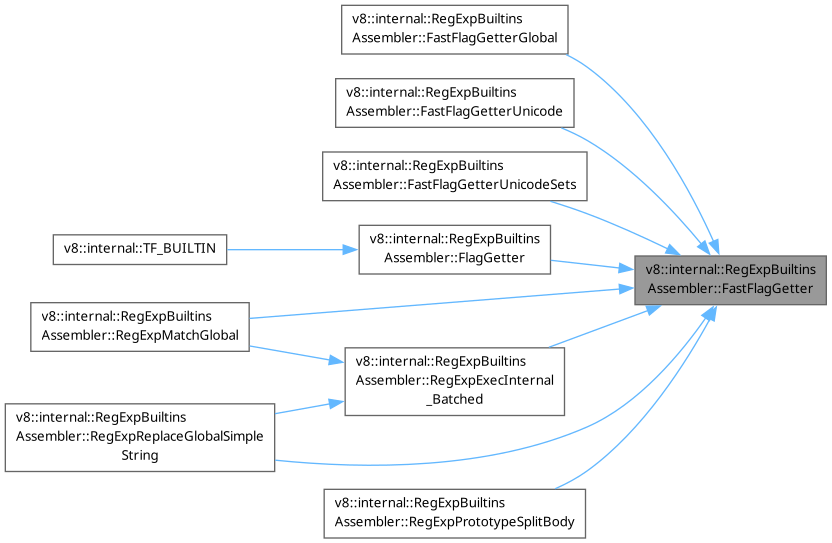 v8::internal::RegExpBuiltins
Assembler::FastFlagGetterGlobal
v8::internal::RegExpBuiltins
Assembler::FastFlagGetterUnicode
v8::internal::RegExpBuiltins
Assembler::FastFlagGetterUnicodeSets
v8::internal::TF_BUILTIN
v8::internal::RegExpBuiltins
Assembler::FlagGetter
v8::internal::RegExpBuiltins
Assembler::FastFlagGetter
v8::internal::RegExpBuiltins
Assembler::RegExpMatchGlobal
v8::internal::RegExpBuiltins
Assembler::RegExpExecInternal
_Batched
v8::internal::RegExpBuiltins
Assembler::RegExpReplaceGlobalSimple
String
v8::internal::RegExpBuiltins
Assembler::RegExpPrototypeSplitBody